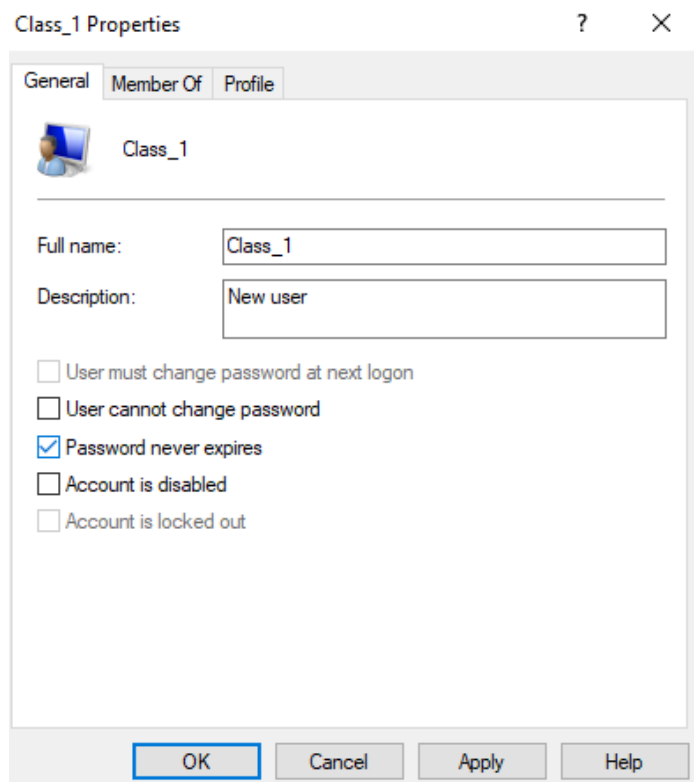 Class_1 Properties ? ✕
General Member Of Profile
Class_1
Full name: Class_1
Description: New user
User must change password at next logon
User cannot change password
Password never expires
Account is disabled
Account is locked out
OK Cancel Apply Help